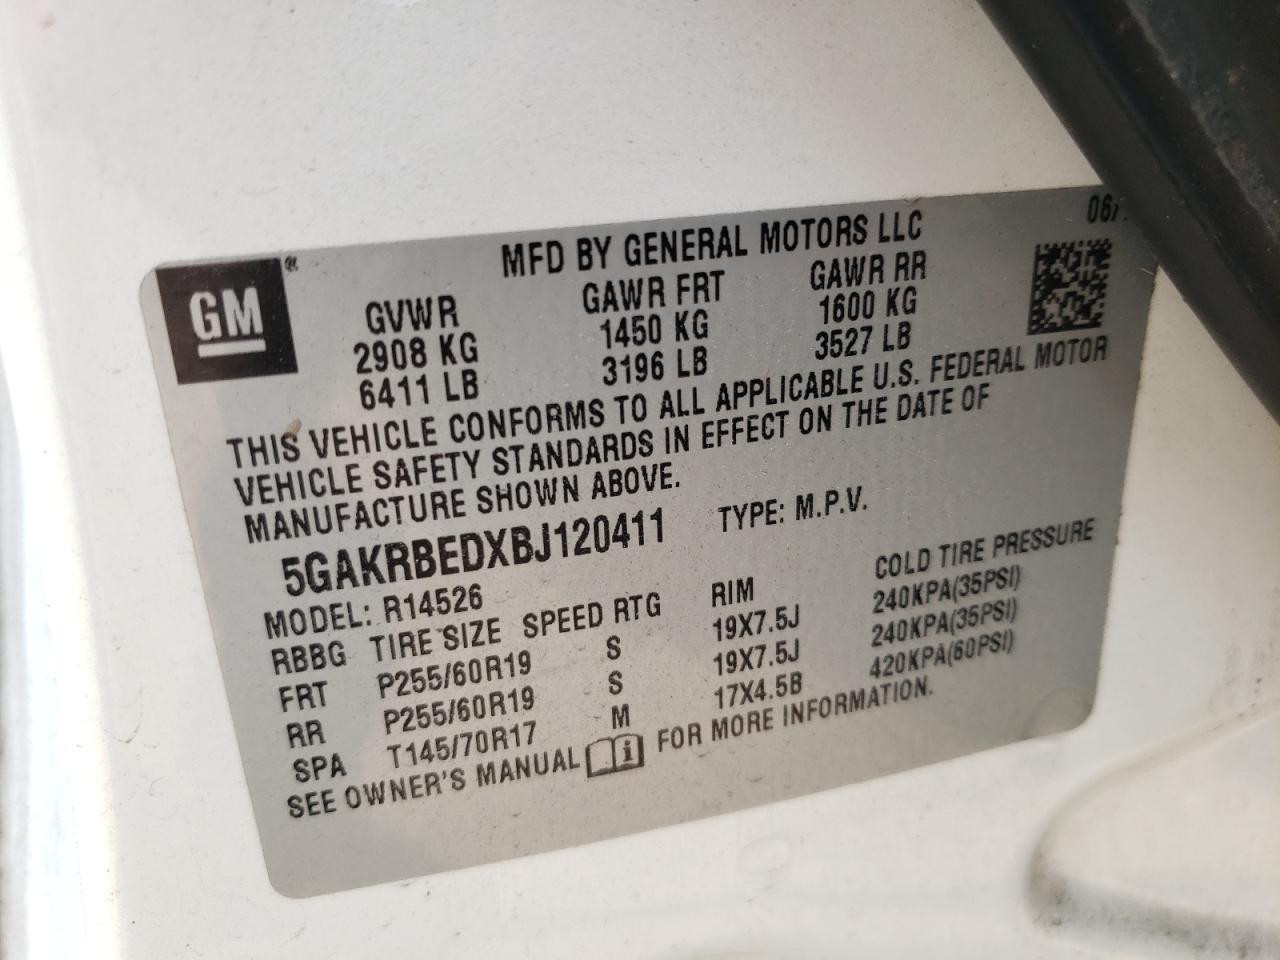 MFD BY GENERAL MOTORS LLC 06/
GM ®
GVWR GAWR FRT GAWR RR
2908 KG 1450 KG 1600 KG
6411 LB 3196 LB 3527 LB
THIS VEHICLE CONFORMS TO ALL APPLICABLE U.S. FEDERAL MOTOR
VEHICLE SAFETY STANDARDS IN EFFECT ON THE DATE OF
MANUFACTURE SHOWN ABOVE.
5GAKRBEDXBJ120411 TYPE: M.P.V.
MODEL: R14526
RBBG TIRE SIZE SPEED RTG RIM COLD TIRE PRESSURE
FRT P255/60R19 S 19X7.5J 240KPA(35PSI)
RR P255/60R19 S 19X7.5J 240KPA(35PSI)
SPA T145/70R17 M 17X4.5B 420KPA(60PSI)
SEE OWNER'S MANUAL i FOR MORE INFORMATION.